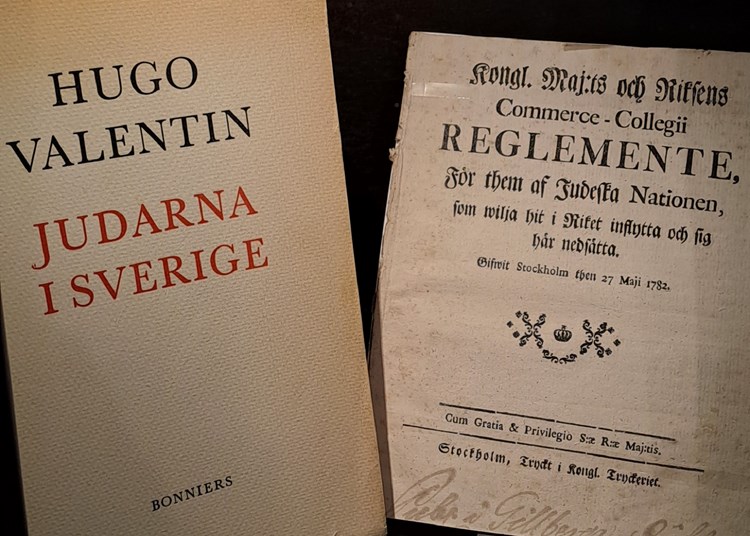 HUGO
VALENTIN
JUDARNA
I SVERIGE
BONNIERS
Kongl. Maj:ts och Riksens
Commerce-Collegii
REGLEMENTE,
För them af Judeska Nationen,
som wilja hit i Riket inflytta och sig
här nedsätta.
Gifwit Stockholm then 27 Maji 1782.
Cum Gratia & Privilegio S:æ R:æ Maj:tis.
Stockholm, Tryckt i Kongl. Tryckeriet.